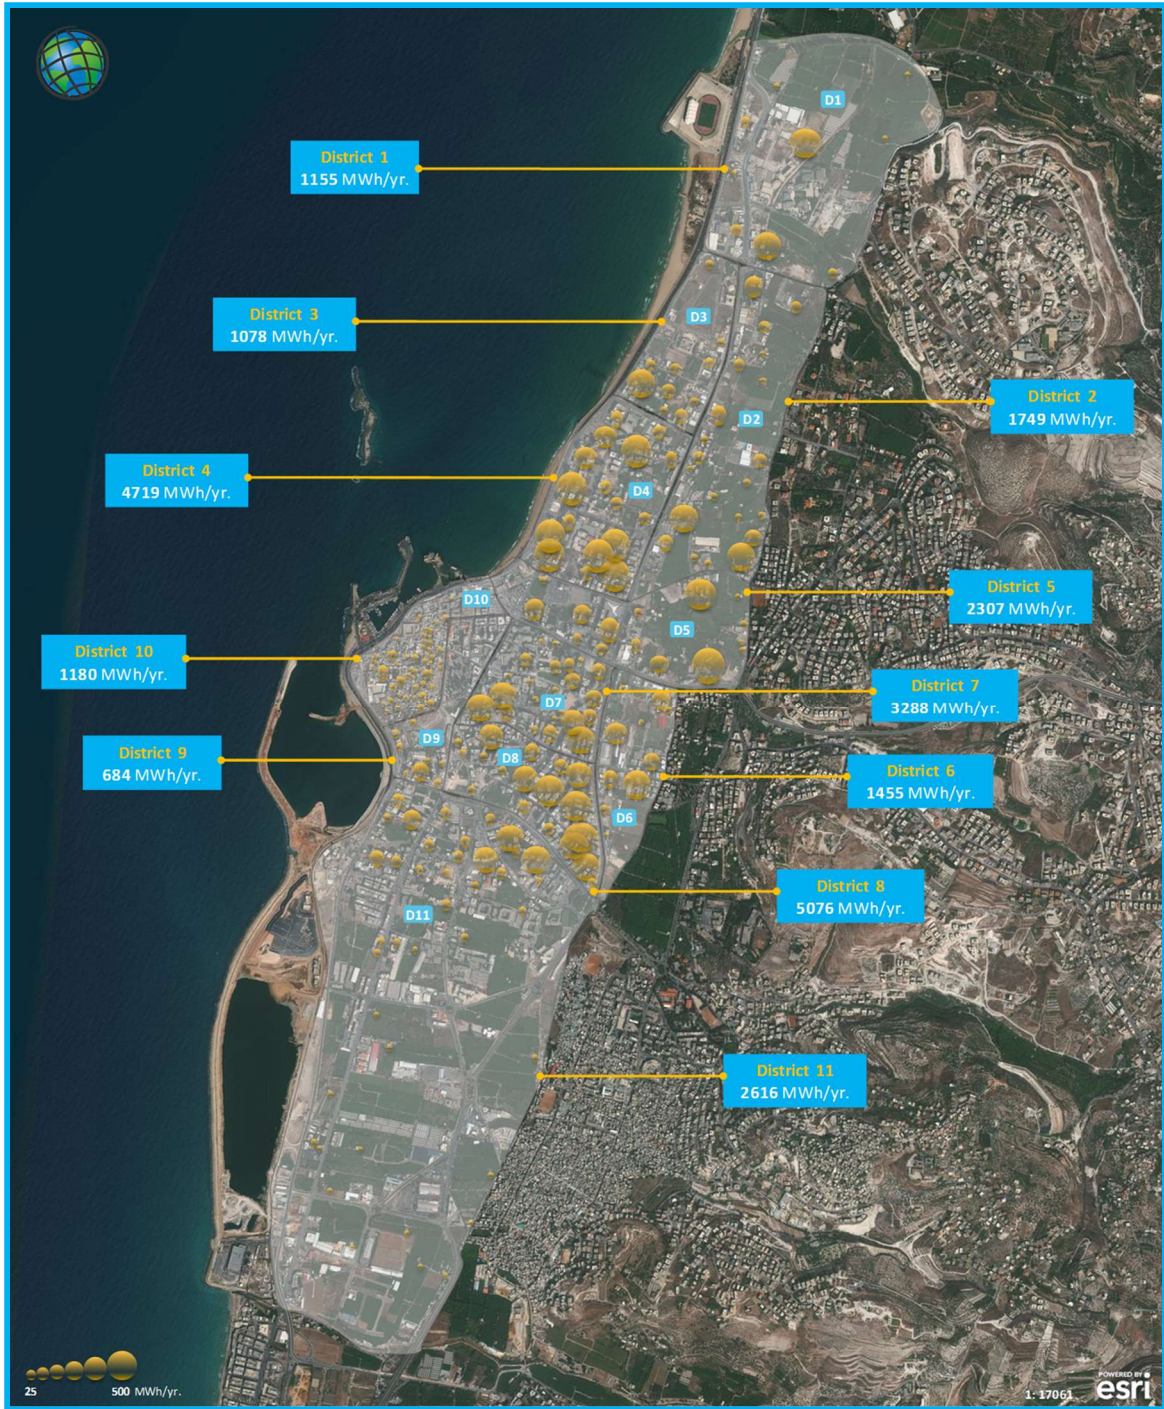 D1
District 1
1155 MWh/yr.
District 3
1078 MWh/yr.
D3
District 2
1749 MWh/yr.
D2
District 4
4719 MWh/yr.
D4
District 5
2307 MWh/yr.
D10
D5
District 10
1180 MWh/yr.
District 7
3288 MWh/yr.
D7
D9
District 9
684 MWh/yr.
D8
District 6
1455 MWh/yr.
D6
District 8
5076 MWh/yr.
D11
District 11
2616 MWh/yr.
25
500 MWh/yr.
1: 17061
POWERED BY
esri